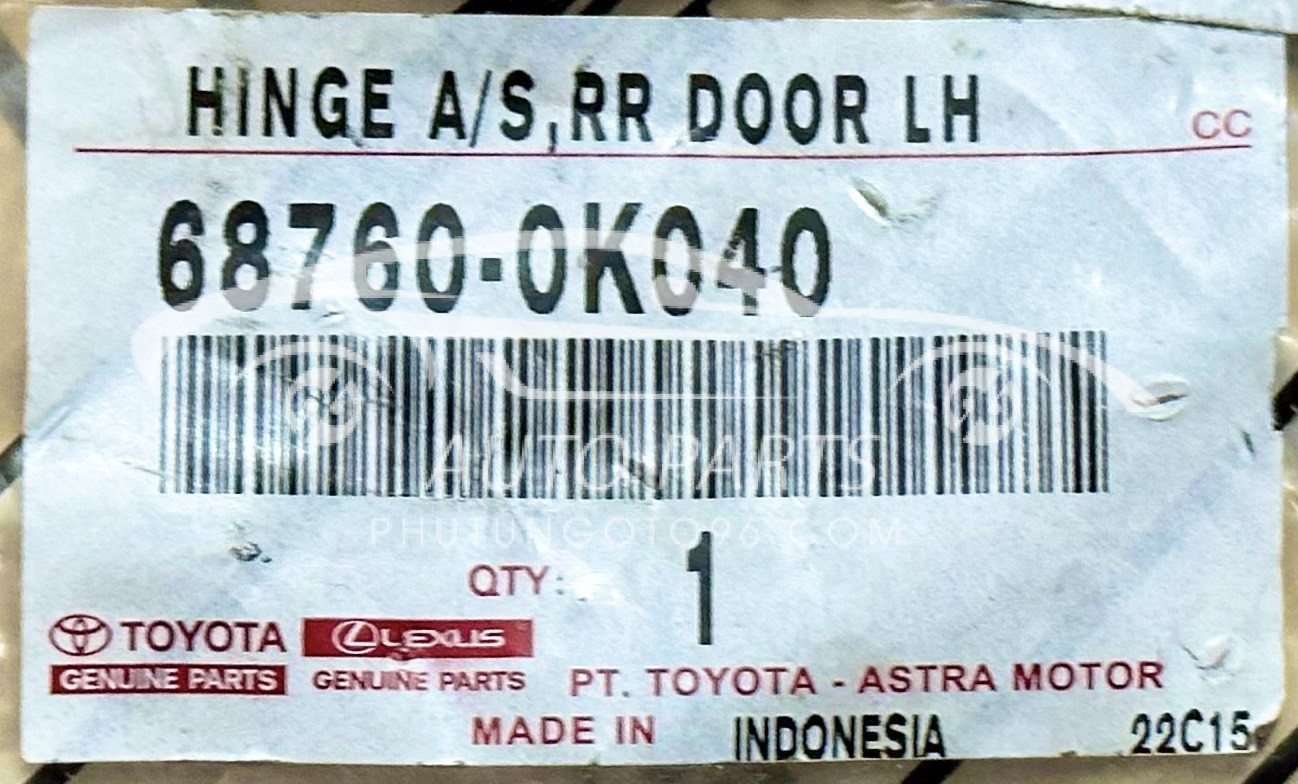 HINGE A/S,RR DOOR LH
CC
68760-0K040
AUTO PARTS
PHUTUNGOTO96.COM
QTY: 1
TOYOTA LEXUS
GENUINE PARTS GENUINE PARTS PT. TOYOTA - ASTRA MOTOR
MADE IN INDONESIA 22C15